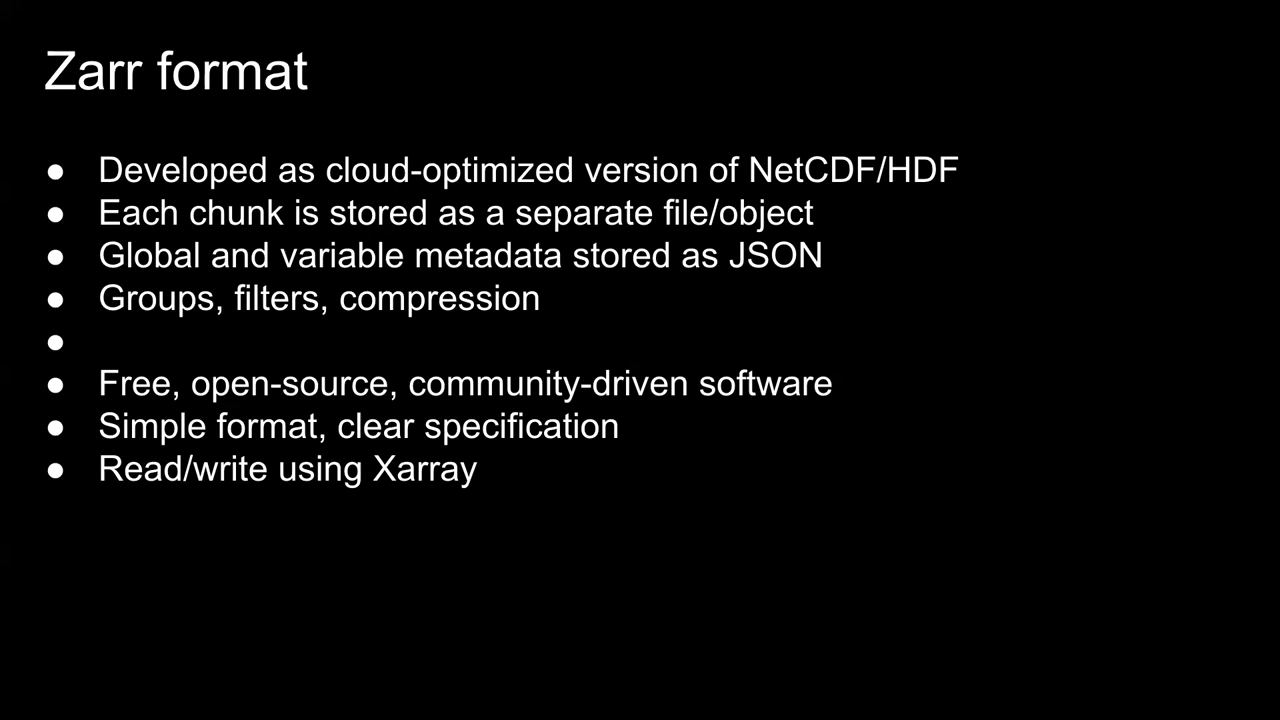 Zarr format
● Developed as cloud-optimized version of NetCDF/HDF
● Each chunk is stored as a separate file/object
● Global and variable metadata stored as JSON
● Groups, filters, compression
●
● Free, open-source, community-driven software
● Simple format, clear specification
● Read/write using Xarray